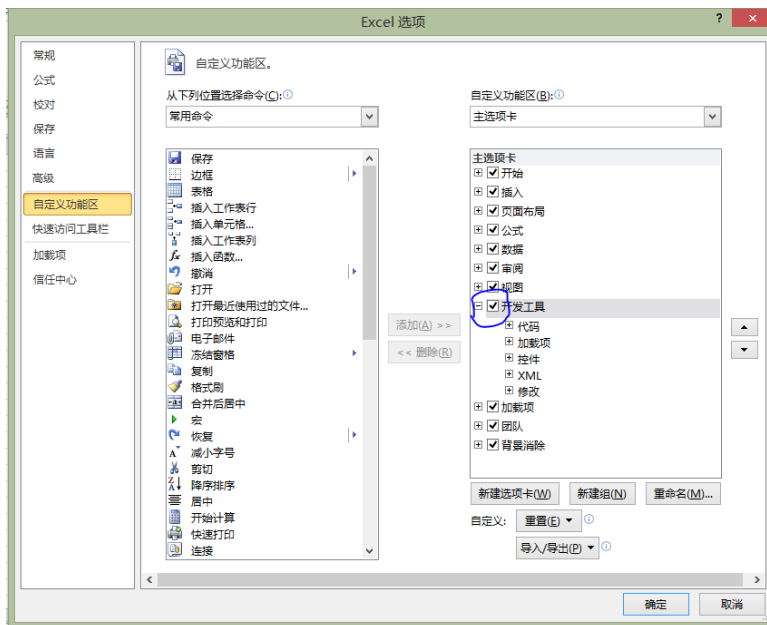 Excel 选项
?
常规
公式
校对
保存
语言
高级
自定义功能区
快速访问工具栏
加载项
信任中心
自定义功能区。
从下列位置选择命令(C):
常用命令
保存
边框
表格
插入工作表行
插入单元格...
插入工作表列
插入函数...
撤消
打开
打开最近使用过的文件...
打印预览和打印
电子邮件
冻结窗格
复制
格式刷
合并后居中
宏
恢复
减小字号
剪切
降序排序
居中
开始计算
快速打印
连接
添加(A) >>
<< 删除(R)
自定义功能区(B):
主选项卡
主选项卡
开始
插入
页面布局
公式
数据
审阅
视图
开发工具
代码
加载项
控件
XML
修改
加载项
团队
背景消除
新建选项卡(W) 新建组(N) 重命名(M)...
自定义: 重置(E)
导入/导出(P)
确定 取消